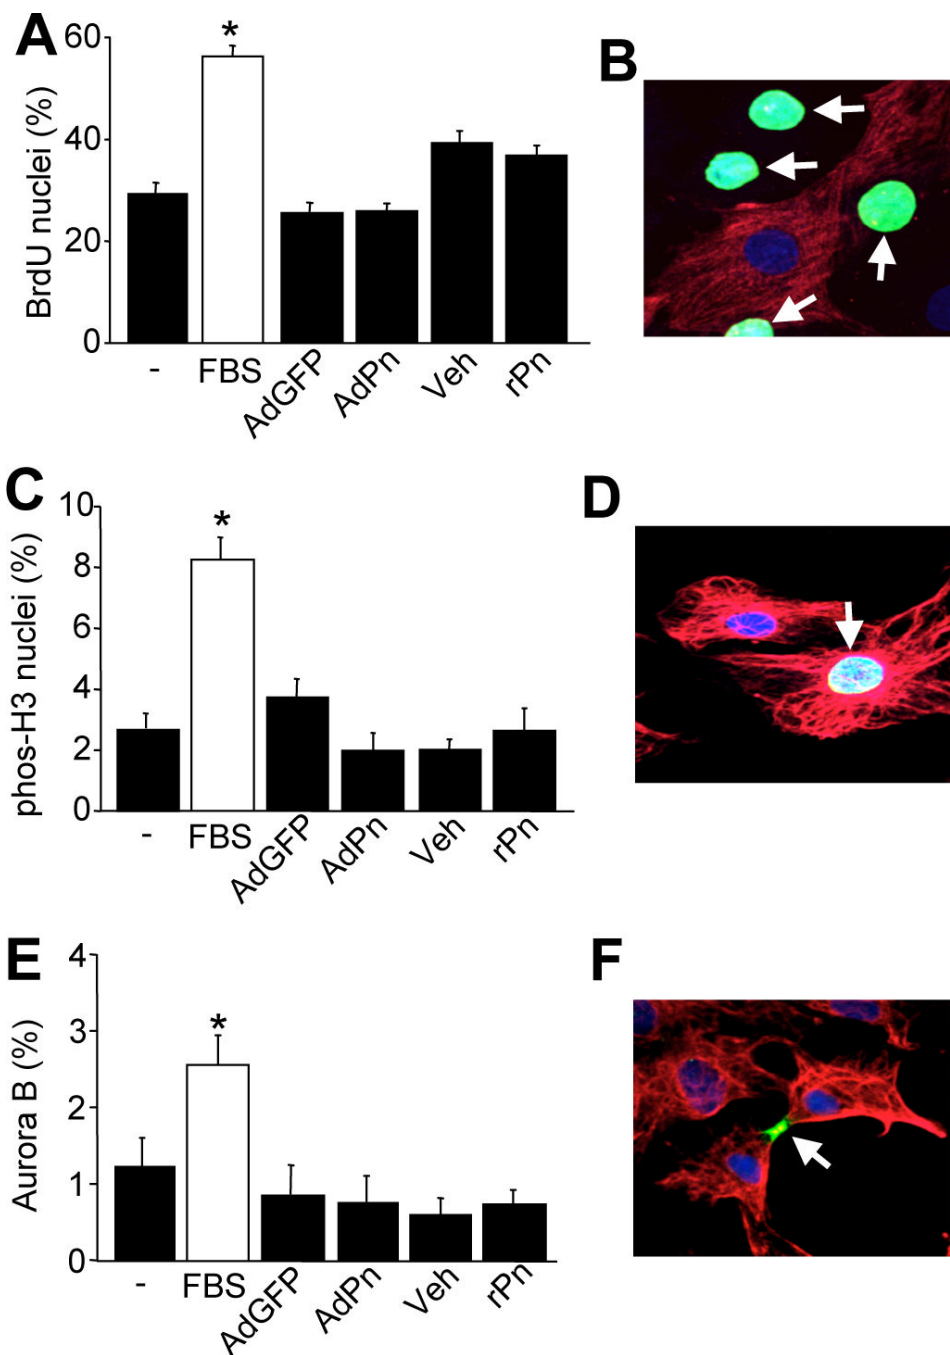 A
BrdU nuclei (%)
60
40
20
0
*
- FBS AdGFP AdPn Veh rPn
B
C
phos-H3 nuclei (%)
10
8
6
4
2
0
*
- FBS AdGFP AdPn Veh rPn
D
E
Aurora B (%)
4
3
2
1
0
*
- FBS AdGFP AdPn Veh rPn
F